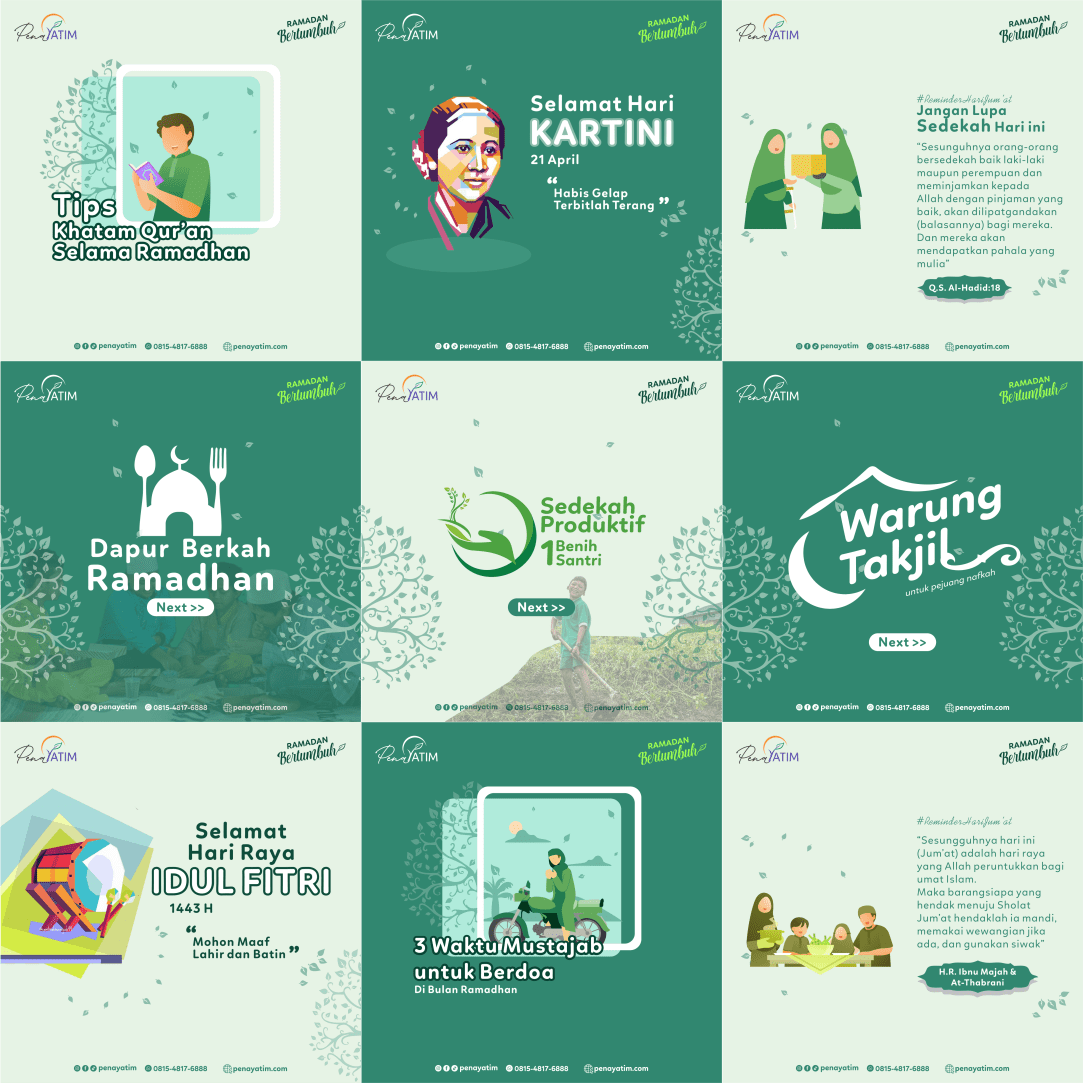 PenaYATIM
RAMADAN
Bertumbuh
Tips
Khatam Qur'an
Selama Ramadhan
penayatim 0815-4817-6888 penayatim.com
PenaYATIM
RAMADAN
Bertumbuh
Selamat Hari
KARTINI
21 April
“
Habis Gelap
Terbitlah Terang ”
penayatim 0815-4817-6888 penayatim.com
PenaYATIM
RAMADAN
Bertumbuh
#ReminderHariJum'at
Jangan Lupa
Sedekah Hari ini
“Sesunguhnya orang-orang
bersedekah baik laki-laki
maupun perempuan dan
meminjamkan kepada
Allah dengan pinjaman yang
baik, akan dilipatgandakan
(balasannya) bagi mereka.
Dan mereka akan
mendapatkan pahala yang
mulia”
Q.S. Al-Hadid:18
penayatim 0815-4817-6888 penayatim.com
PenaYATIM
RAMADAN
Bertumbuh
Dapur Berkah
Ramadhan
Next >>
penayatim 0815-4817-6888 penayatim.com
PenaYATIM
RAMADAN
Bertumbuh
Sedekah
Produktif
1 Benih
Santri
Next >>
penayatim 0815-4817-6883 penayatim.com
PenaYATIM
RAMADAN
Bertumbuh
Warung
Takjil
untuk pejuang nafkah
Next >>
penayatim 0815-4817-6888 penayatim.com
PenaYATIM
RAMADAN
Bertumbuh
Selamat
Hari Raya
IDUL FITRI
1443 H
“
Mohon Maaf
Lahir dan Batin ”
penayatim 0815-4817-6888 penayatim.com
PenaYATIM
RAMADAN
Bertumbuh
3 Waktu Mustajab
untuk Berdoa
Di Bulan Ramadhan
penayatim 0815-4817-6888 penayatim.com
PenaYATIM
RAMADAN
Bertumbuh
#ReminderHariJum'at
“Sesungguhnya hari ini
(Jum'at) adalah hari raya
yang Allah peruntukkan bagi
umat Islam.
Maka barangsiapa yang
hendak menuju Sholat
Jum'at hendaklah ia mandi,
memakai wewangian jika
ada, dan gunakan siwak”
H.R. Ibnu Majah &
At-Thabrani
penayatim 0815-4817-6888 penayatim.com